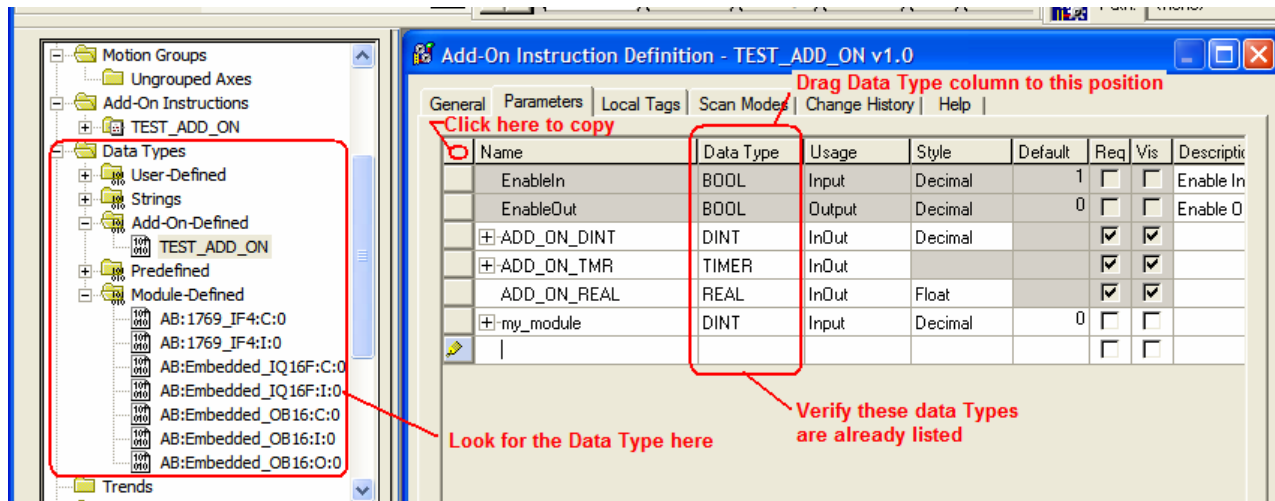 Motion Groups
Ungrouped Axes
Add-On Instructions
TEST_ADD_ON
Data Types
User-Defined
Strings
Add-On-Defined
TEST_ADD_ON
Predefined
Module-Defined
AB:1769_IF4:C:0
AB:1769_IF4:I:0
AB:Embedded_IQ16F:C:0
AB:Embedded_IQ16F:I:0
AB:Embedded_OB16:C:0
AB:Embedded_OB16:I:0
AB:Embedded_OB16:O:0
Trends
Look for the Data Type here
Add-On Instruction Definition - TEST_ADD_ON v1.0
Drag Data Type column to this position
General Parameters Local Tags Scan Modes Change History Help
Click here to copy
Name Data Type Usage Style Default Req Vis Descriptic
EnableIn BOOL Input Decimal 1 Enable In
EnableOut BOOL Output Decimal 0 Enable O
ADD_ON_DINT DINT InOut Decimal
ADD_ON_TMR TIMER InOut
ADD_ON_REAL REAL InOut Float
my_module DINT Input Decimal 0
Verify these data Types
are already listed